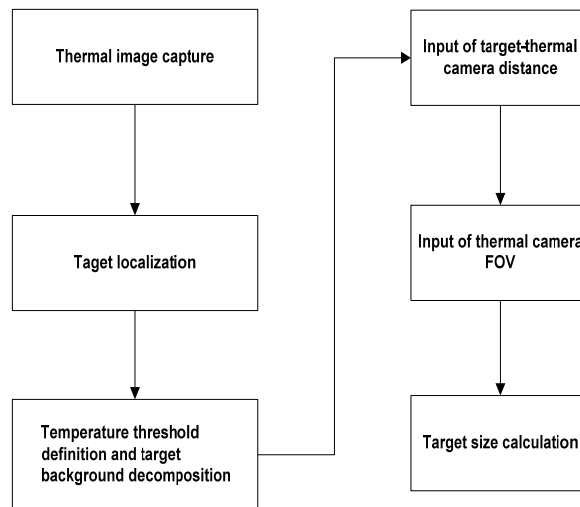 Thermal image capture
Taget localization
Temperature threshold
definition and target
background decomposition
Input of target-thermal
camera distance
Input of thermal camera
FOV
Target size calculation